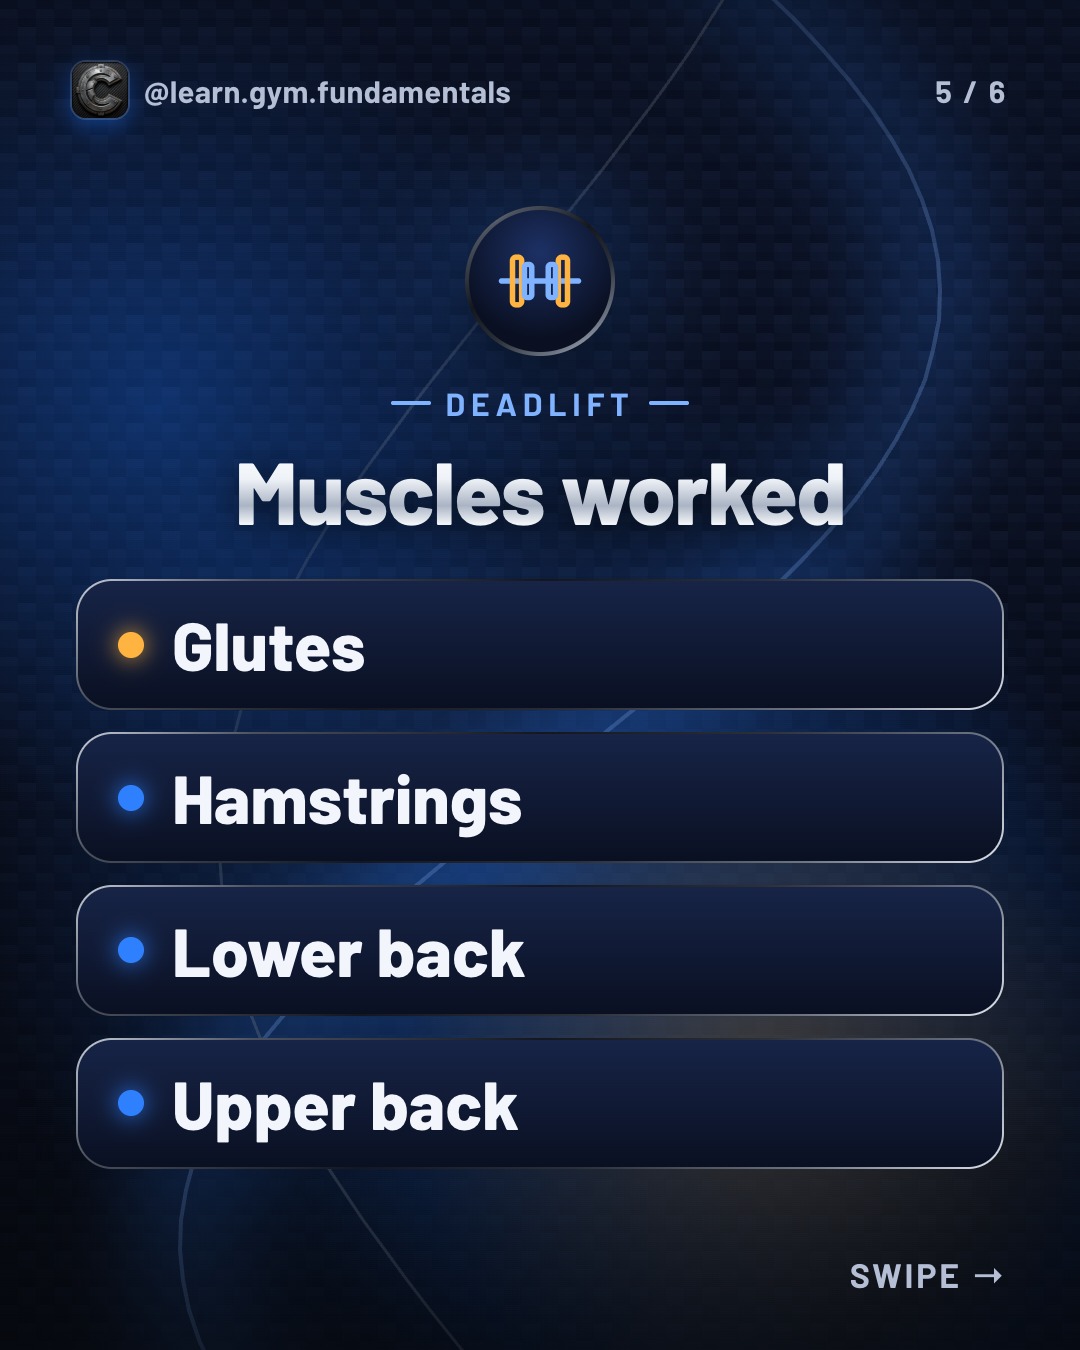 @learn.gym.fundamentals
5 / 6
DEADLIFT
Muscles worked
Glutes
Hamstrings
Lower back
Upper back
SWIPE →